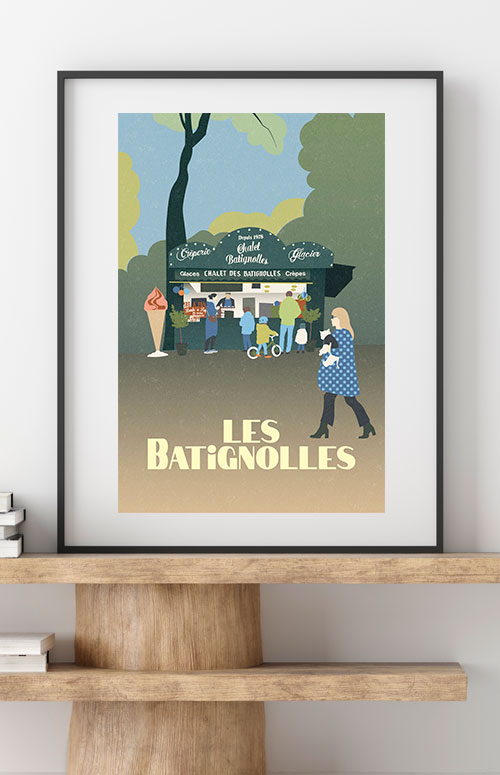 Depuis 1978
Crêperie
Chalet
Batignolles
Glacier
Glaces CHALET DES BATIGNOLLES Crêpes
LES
BATiGNOLLES